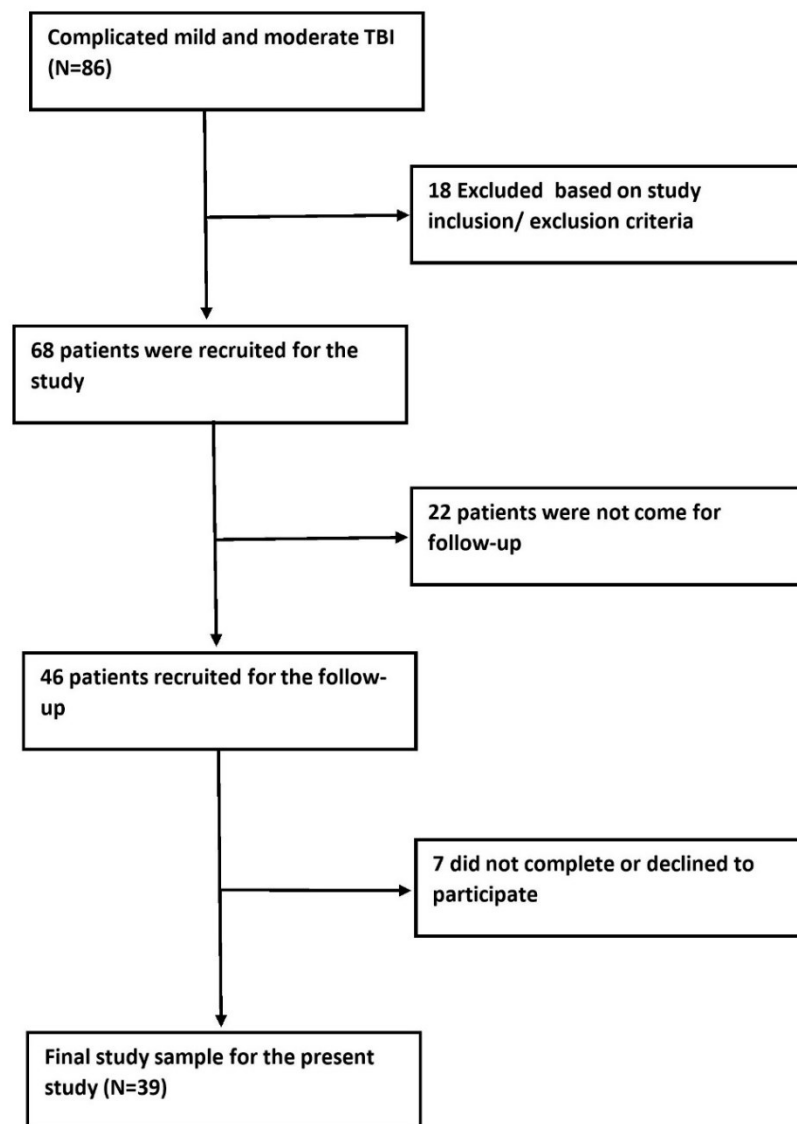 Complicated mild and moderate TBI
(N=86)
18 Excluded based on study
inclusion/ exclusion criteria
68 patients were recruited for the
study
22 patients were not come for
follow-up
46 patients recruited for the follow-
up
7 did not complete or declined to
participate
Final study sample for the present
study (N=39)